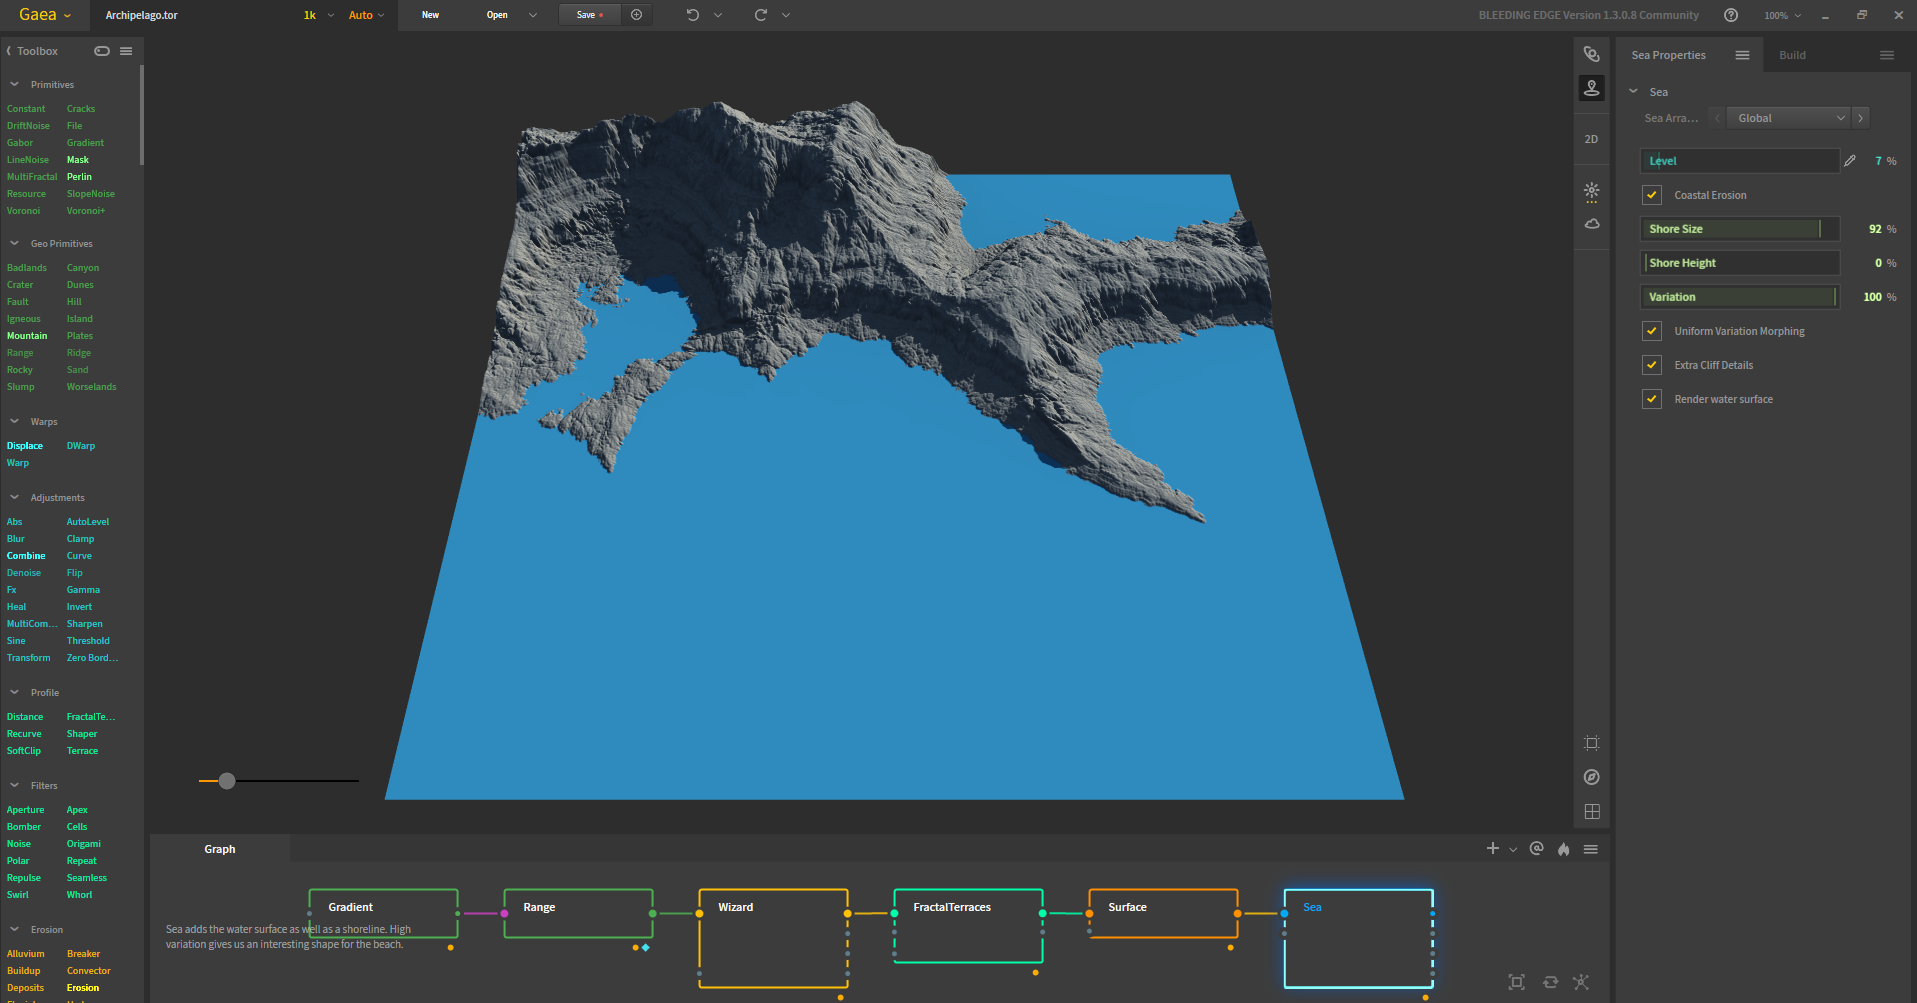 Gaea
Archipelago.tor
1k
Auto
New
Open
Save
BLEEDING EDGE Version 1.3.0.8 Community
100%
Toolbox
Primitives
Constant Cracks
DriftNoise File
Gabor Gradient
LineNoise Mask
MultiFractal Perlin
Resource SlopeNoise
Voronoi Voronoi+
Geo Primitives
Badlands Canyon
Crater Dunes
Fault Hill
Igneous Island
Mountain Plates
Range Ridge
Rocky Sand
Slump Worselands
Warps
Displace DWarp
Warp
Adjustments
Abs AutoLevel
Blur Clamp
Combine Curve
Denoise Flip
Fx Gamma
Heal Invert
MultiCom... Sharpen
Sine Threshold
Transform Zero Bord...
Profile
Distance FractalTe...
Recurve Shaper
SoftClip Terrace
Filters
Aperture Apex
Bomber Cells
Noise Origami
Polar Repeat
Repulse Seamless
Swirl Whorl
Erosion
Alluvium Breaker
Buildup Convector
Deposits Erosion
2D
Sea Properties
Build
Sea
Sea Arra... Global
Level 7 %
Coastal Erosion
Shore Size 92 %
Shore Height 0 %
Variation 100 %
Uniform Variation Morphing
Extra Cliff Details
Render water surface
Graph
Gradient
Range
Wizard
FractalTerraces
Surface
Sea
Sea adds the water surface as well as a shoreline. High
variation gives us an interesting shape for the beach.